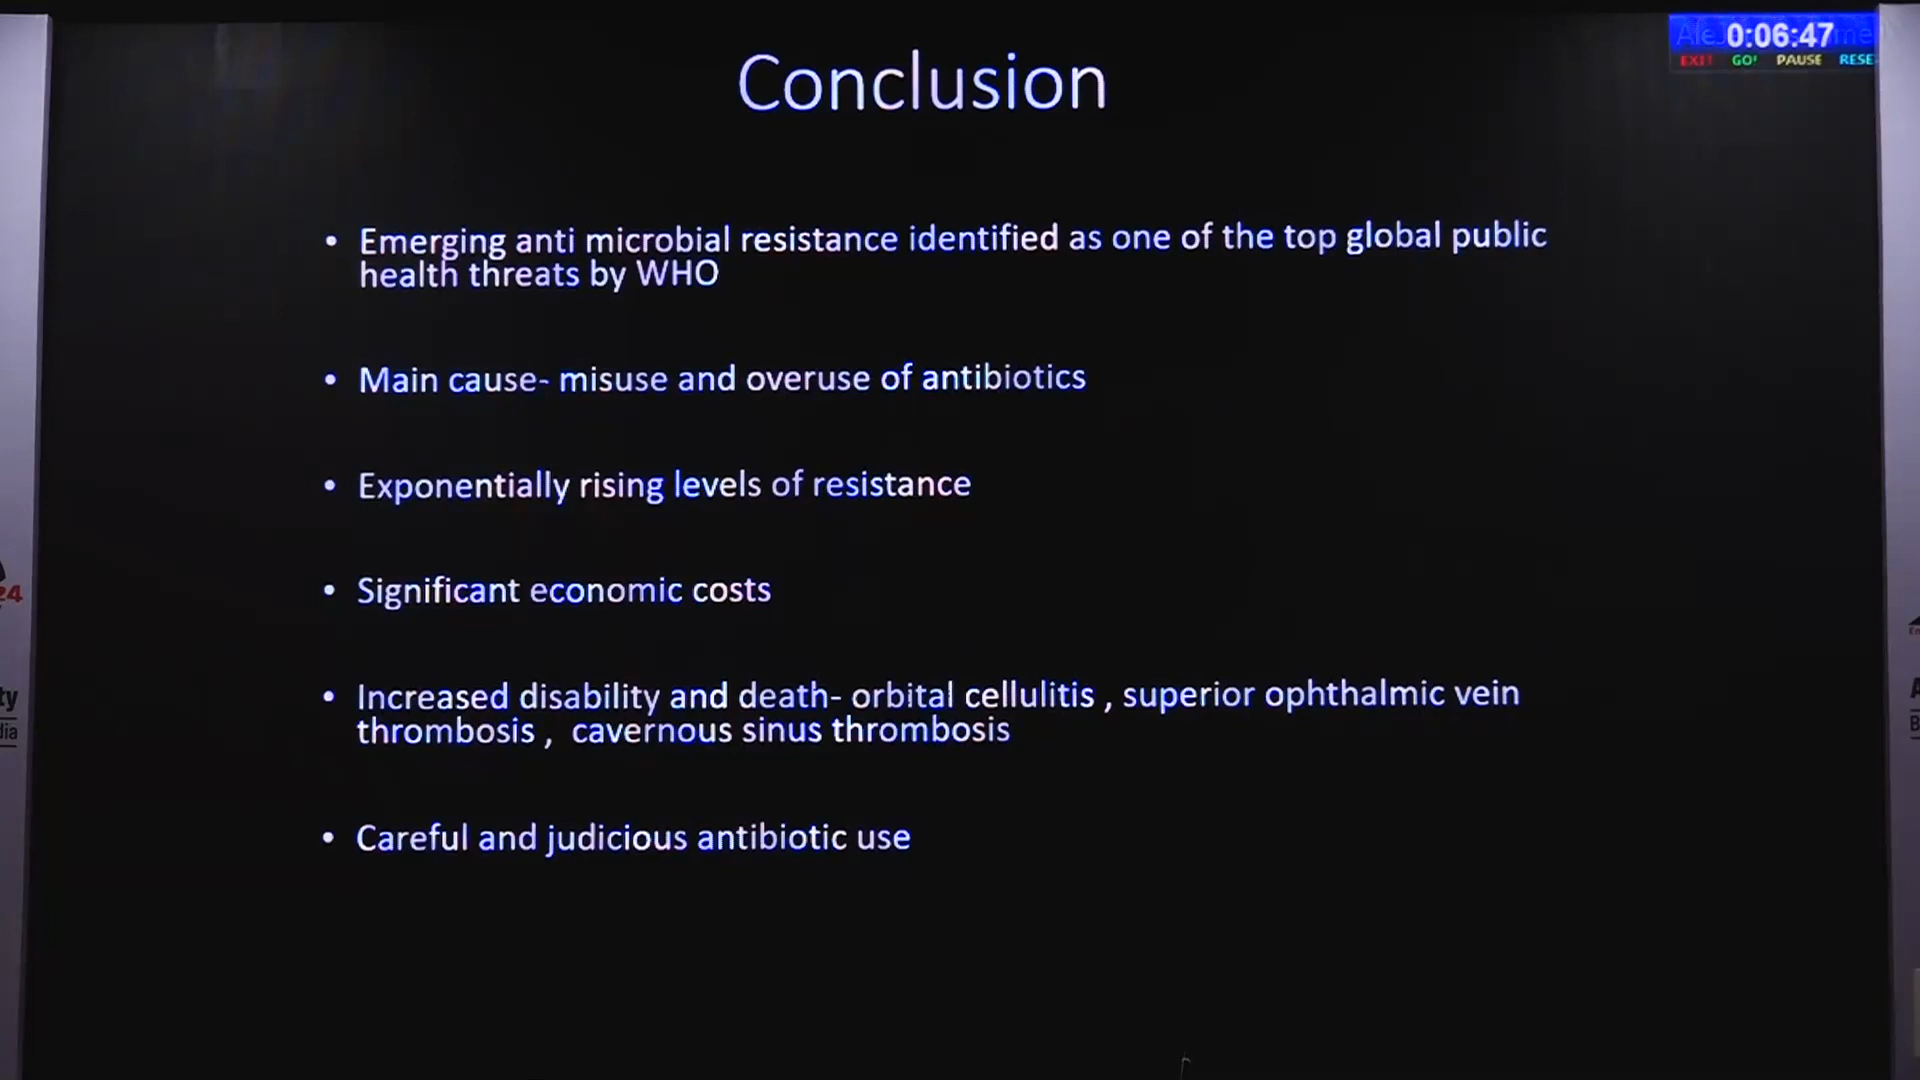 Conclusion
0:06:47
EXIT GO! PAUSE RESE
• Emerging anti microbial resistance identified as one of the top global public
health threats by WHO
• Main cause- misuse and overuse of antibiotics
• Exponentially rising levels of resistance
• Significant economic costs
• Increased disability and death- orbital cellulitis , superior ophthalmic vein
thrombosis , cavernous sinus thrombosis
• Careful and judicious antibiotic use
24
ty
dia